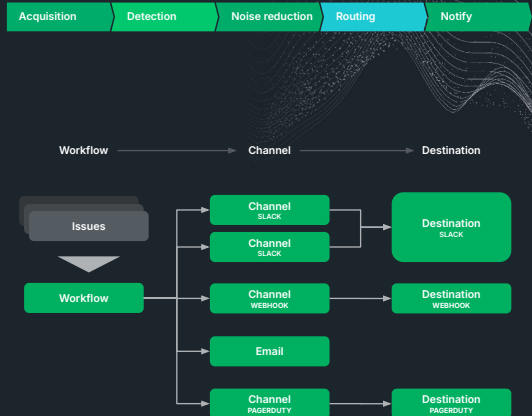 Acquisition
Detection
Noise reduction
Routing
Notify
Workflow
Channel
Destination
Issues
Workflow
Channel
SLACK
Channel
SLACK
Destination
SLACK
Channel
WEBHOOK
Destination
WEBHOOK
Email
Channel
PAGERDUTY
Destination
PAGERDUTY